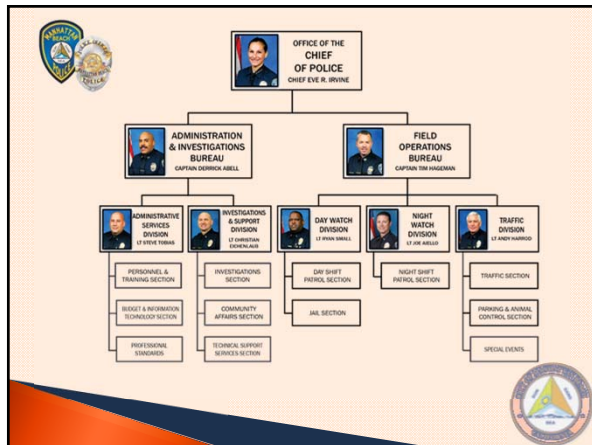 MANHATTAN
BEACH
POLICE
OFFICE OF THE
CHIEF
OF POLICE
CHIEF EVE R. IRVINE
ADMINISTRATION
& INVESTIGATIONS
BUREAU
CAPTAIN DERRICK ABELL
FIELD
OPERATIONS
BUREAU
CAPTAIN TIM HAGEMAN
ADMINISTRATIVE
SERVICES
DIVISION
LT STEVE TOBIAS
INVESTIGATIONS
& SUPPORT
DIVISION
LT CHRISTIAN
EICHENLAUB
DAY WATCH
DIVISION
LT RYAN SMALL
NIGHT
WATCH
DIVISION
LT JOE AIELLO
TRAFFIC
DIVISION
LT ANDY HARROD
PERSONNEL &
TRAINING SECTION
BUDGET & INFORMATION
TECHNOLOGY SECTION
PROFESSIONAL
STANDARDS
INVESTIGATIONS
SECTION
COMMUNITY
AFFAIRS SECTION
TECHNICAL SUPPORT
SERVICES SECTION
DAY SHIFT
PATROL SECTION
JAIL SECTION
NIGHT SHIFT
PATROL SECTION
TRAFFIC SECTION
PARKING & ANIMAL
CONTROL SECTION
SPECIAL EVENTS